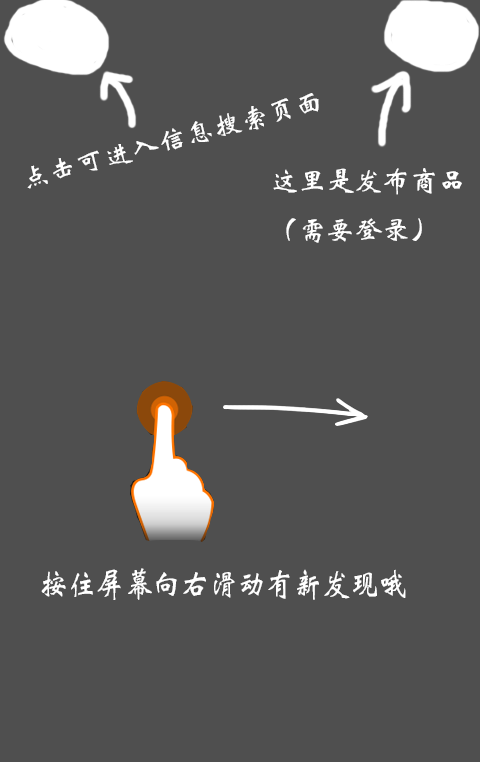 点击可进入信息搜索页面
这里是发布商品
（需要登录）
按住屏幕向右滑动有新发现哦